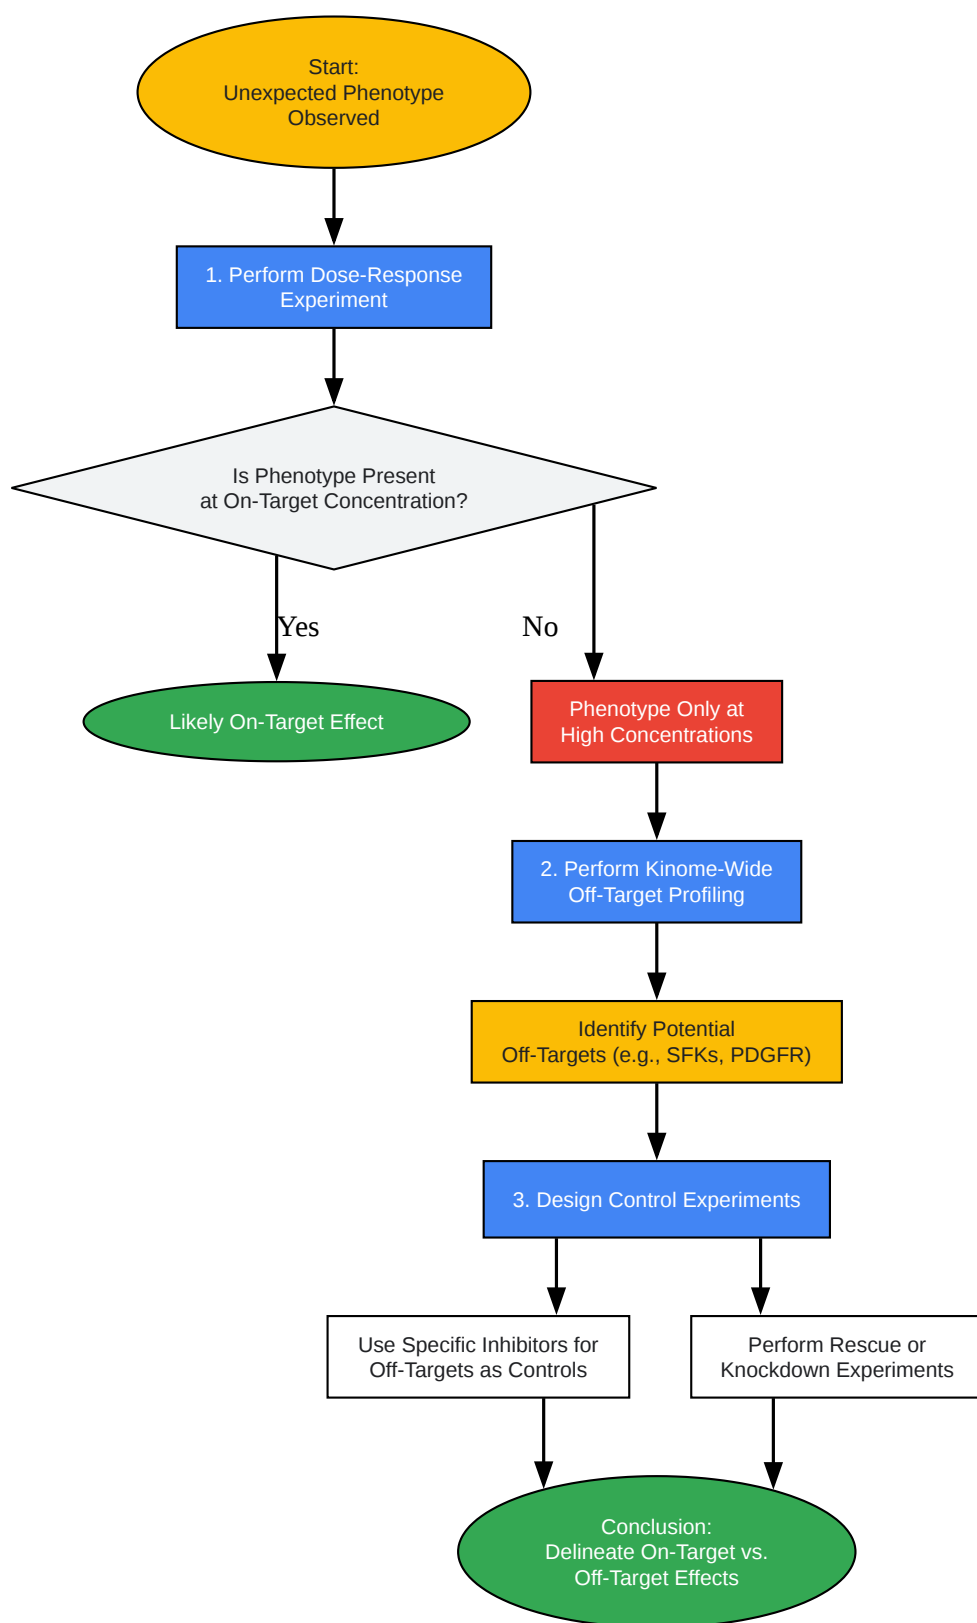 Start:
Unexpected Phenotype
Observed
1. Perform Dose-Response
Experiment
Is Phenotype Present
at On-Target Concentration?
Yes
No
Likely On-Target Effect
Phenotype Only at
High Concentrations
2. Perform Kinome-Wide
Off-Target Profiling
Identify Potential
Off-Targets (e.g., SFKs, PDGFR)
3. Design Control Experiments
Use Specific Inhibitors for
Off-Targets as Controls
Perform Rescue or
Knockdown Experiments
Conclusion:
Delineate On-Target vs.
Off-Target Effects